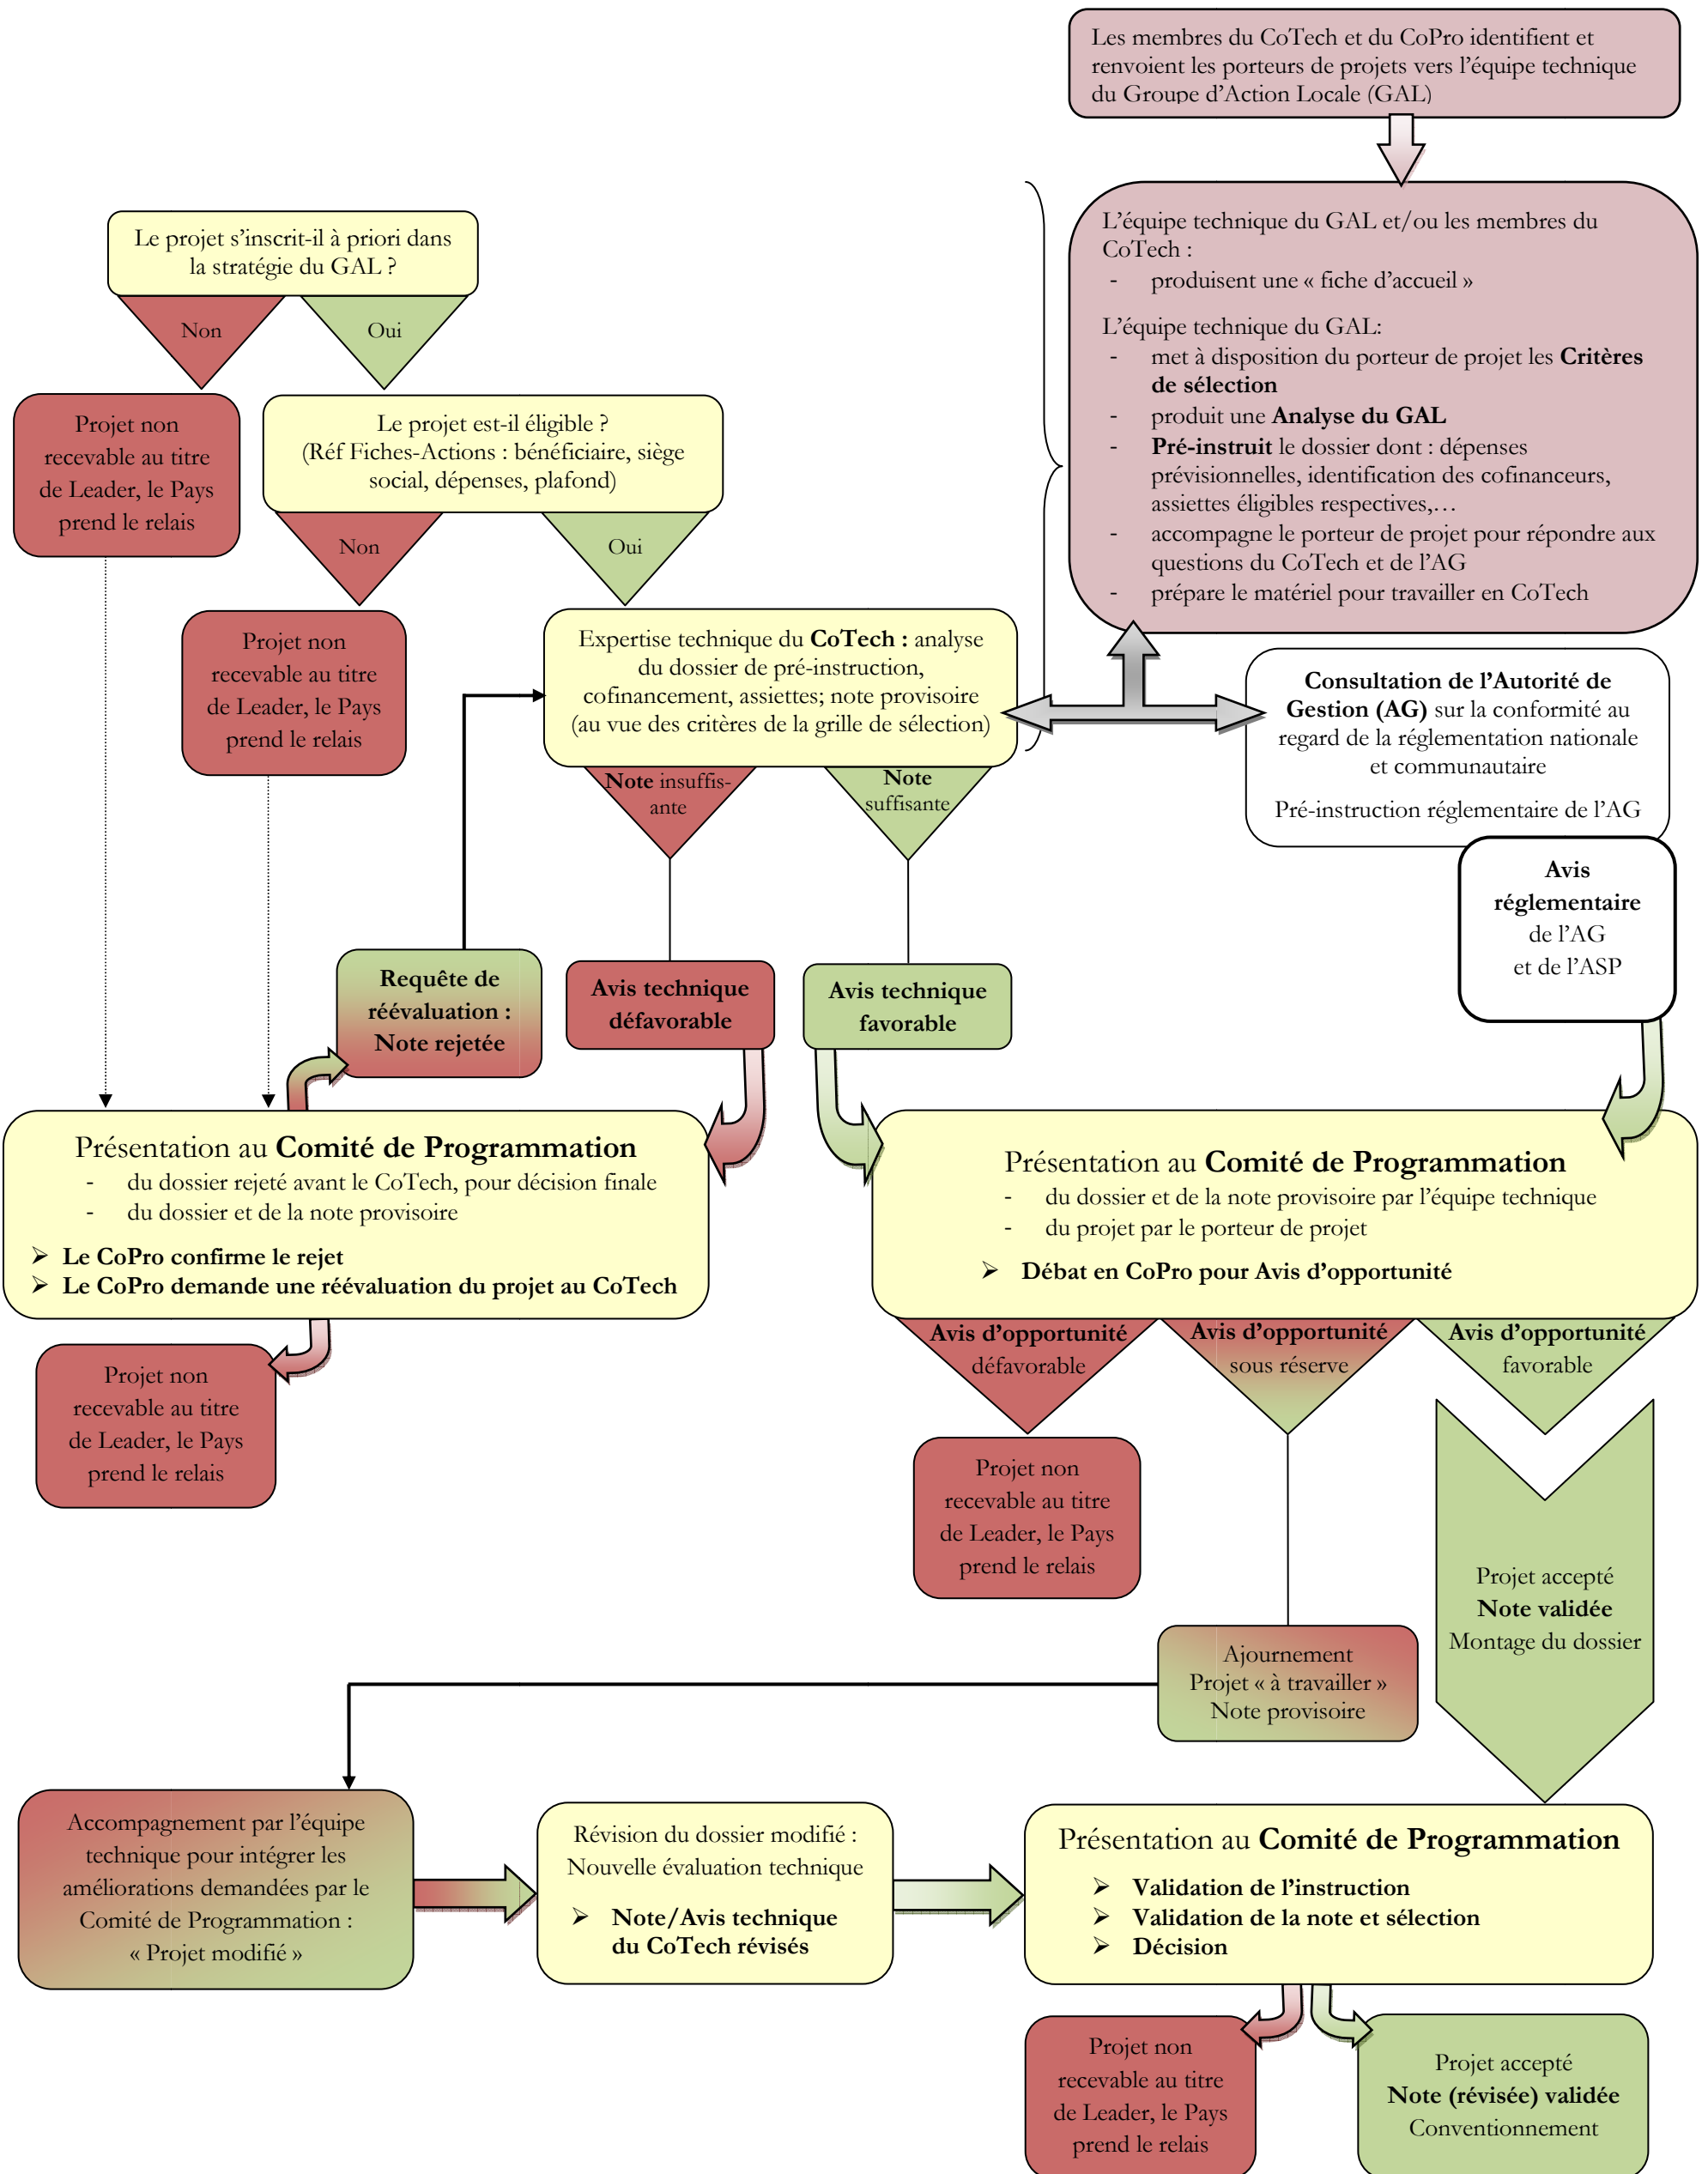 Les membres du CoTech et du CoPro identifient et
renvoient les porteurs de projets vers l'équipe technique
du Groupe d'Action Locale (GAL)
L'équipe technique du GAL et/ou les membres du
CoTech :
- produisent une « fiche d'accueil »
L'équipe technique du GAL:
- met à disposition du porteur de projet les Critères
de sélection
- produit une Analyse du GAL
- Pré-instruit le dossier dont : dépenses
prévisionnelles, identification des cofinanceurs,
assiettes éligibles respectives,…
- accompagne le porteur de projet pour répondre aux
questions du CoTech et de l'AG
- prépare le matériel pour travailler en CoTech
Le projet s'inscrit-il à priori dans
la stratégie du GAL ?
Non
Oui
Projet non
recevable au titre
de Leader, le Pays
prend le relais
Le projet est-il éligible ?
(Réf Fiches-Actions : bénéficiaire, siège
social, dépenses, plafond)
Non
Oui
Projet non
recevable au titre
de Leader, le Pays
prend le relais
Expertise technique du CoTech : analyse
du dossier de pré-instruction,
cofinancement, assiettes; note provisoire
(au vue des critères de la grille de sélection)
Consultation de l'Autorité de
Gestion (AG) sur la conformité au
regard de la réglementation nationale
et communautaire
Pré-instruction réglementaire de l'AG
Note insuffis-
ante
Note
suffisante
Avis
réglementaire
de l'AG
et de l'ASP
Requête de
réévaluation :
Note rejetée
Avis technique
défavorable
Avis technique
favorable
Présentation au Comité de Programmation
- du dossier rejeté avant le CoTech, pour décision finale
- du dossier et de la note provisoire
➢ Le CoPro confirme le rejet
➢ Le CoPro demande une réévaluation du projet au CoTech
Présentation au Comité de Programmation
- du dossier et de la note provisoire par l'équipe technique
- du projet par le porteur de projet
➢ Débat en CoPro pour Avis d'opportunité
Projet non
recevable au titre
de Leader, le Pays
prend le relais
Avis d'opportunité
défavorable
Avis d'opportunité
sous réserve
Avis d'opportunité
favorable
Projet non
recevable au titre
de Leader, le Pays
prend le relais
Projet accepté
Note validée
Montage du dossier
Ajournement
Projet « à travailler »
Note provisoire
Accompagnement par l'équipe
technique pour intégrer les
améliorations demandées par le
Comité de Programmation :
« Projet modifié »
Révision du dossier modifié :
Nouvelle évaluation technique
➢ Note/Avis technique
du CoTech révisés
Présentation au Comité de Programmation
➢ Validation de l'instruction
➢ Validation de la note et sélection
➢ Décision
Projet non
recevable au titre
de Leader, le Pays
prend le relais
Projet accepté
Note (révisée) validée
Conventionnement